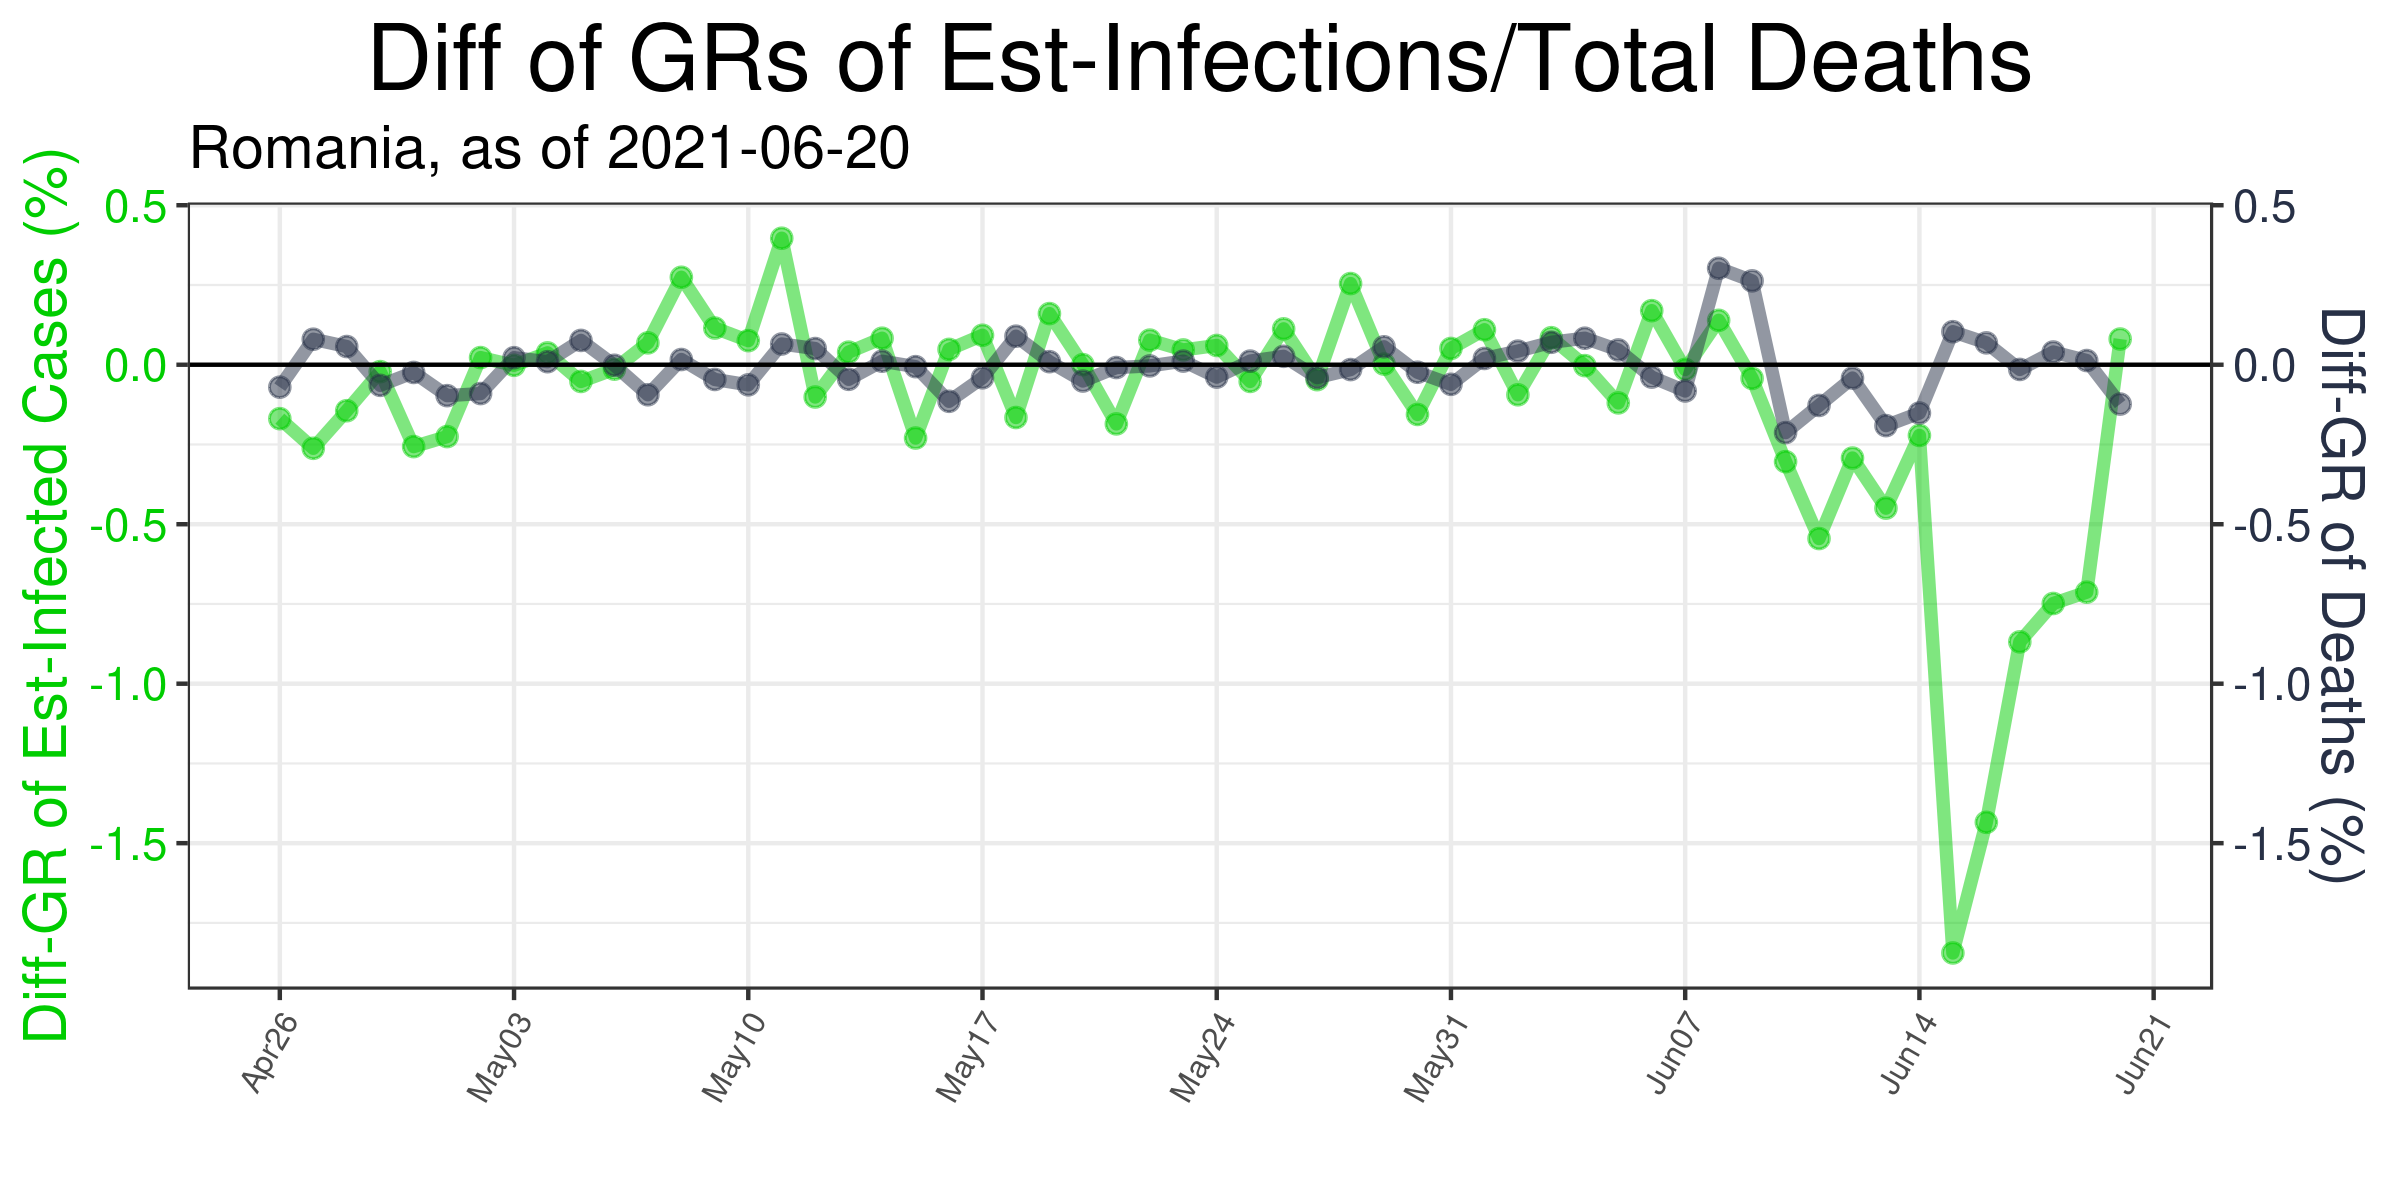 Diff of GRs of Est-Infections/Total Deaths
Romania, as of 2021-06-20
Diff-GR of Est-Infected Cases (%)
0.5
0.0
-0.5
-1.0
-1.5
0.5
0.0
-0.5
-1.0
-1.5
Diff-GR of Deaths (%)
Apr26
May03
May10
May17
May24
May31
Jun07
Jun14
Jun21